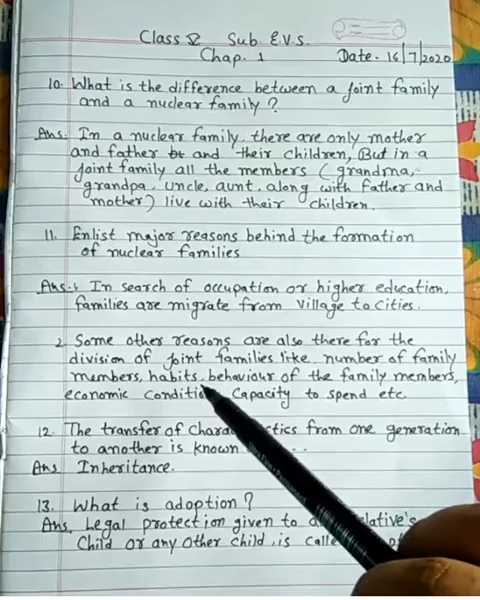 Class V Sub. E.V.S.
Chap. 1 Date - 16/7/2020
10. What is the difference between a joint family
and a nuclear family ?
Ans. In a nuclear family, there are only mother
and father and their children, But in a
joint family all the members ( grandma,
grandpa, uncle, aunt, along with father and
mother) live with their children.
11. Enlist major reasons behind the formation
of nuclear families
Ans:1. In search of occupation or higher education,
families are migrate from village to cities.
2. Some other reasons are also there for the
division of joint families like number of family
members, habits, behaviour of the family members,
economic Capacity to spend etc.
12. The transfer of from one generation
to another is known
Ans Inheritance.
13. What is adoption ?
Ans. Legal protection given to
Child or any other child, is